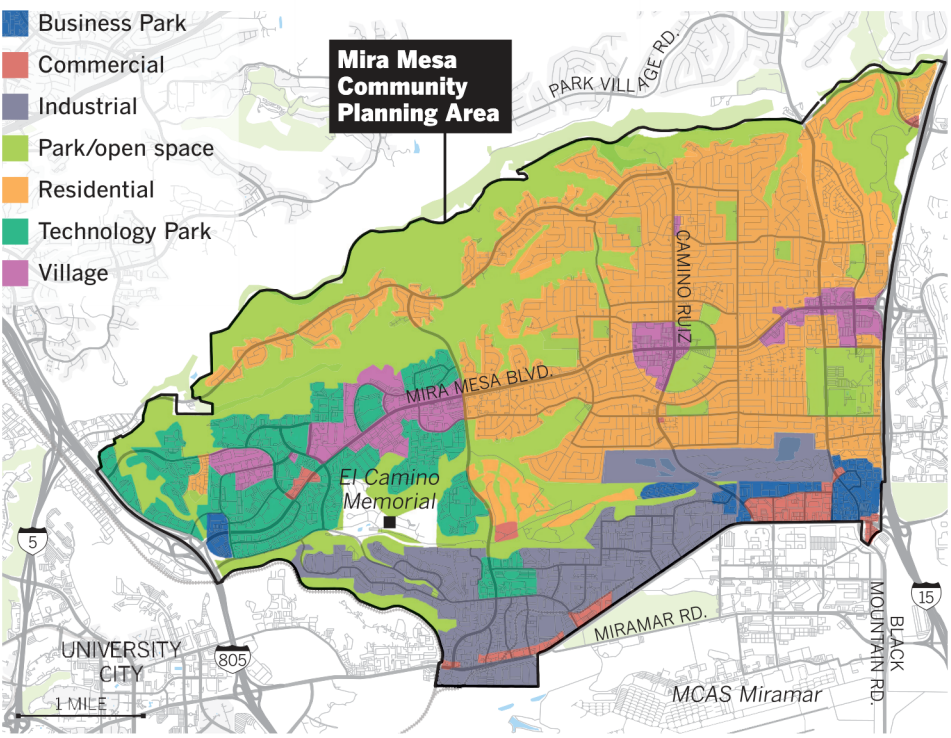 Business Park
Commercial
Industrial
Park/open space
Residential
Technology Park
Village
Mira Mesa
Community
Planning Area
PARK VILLAGE RD.
CAMINO RUIZ
MIRA MESA BLVD.
El Camino
Memorial
5
805
15
UNIVERSITY
CITY
1 MILE
MIRAMAR RD.
MCAS Miramar
BLACK
MOUNTAIN RD.